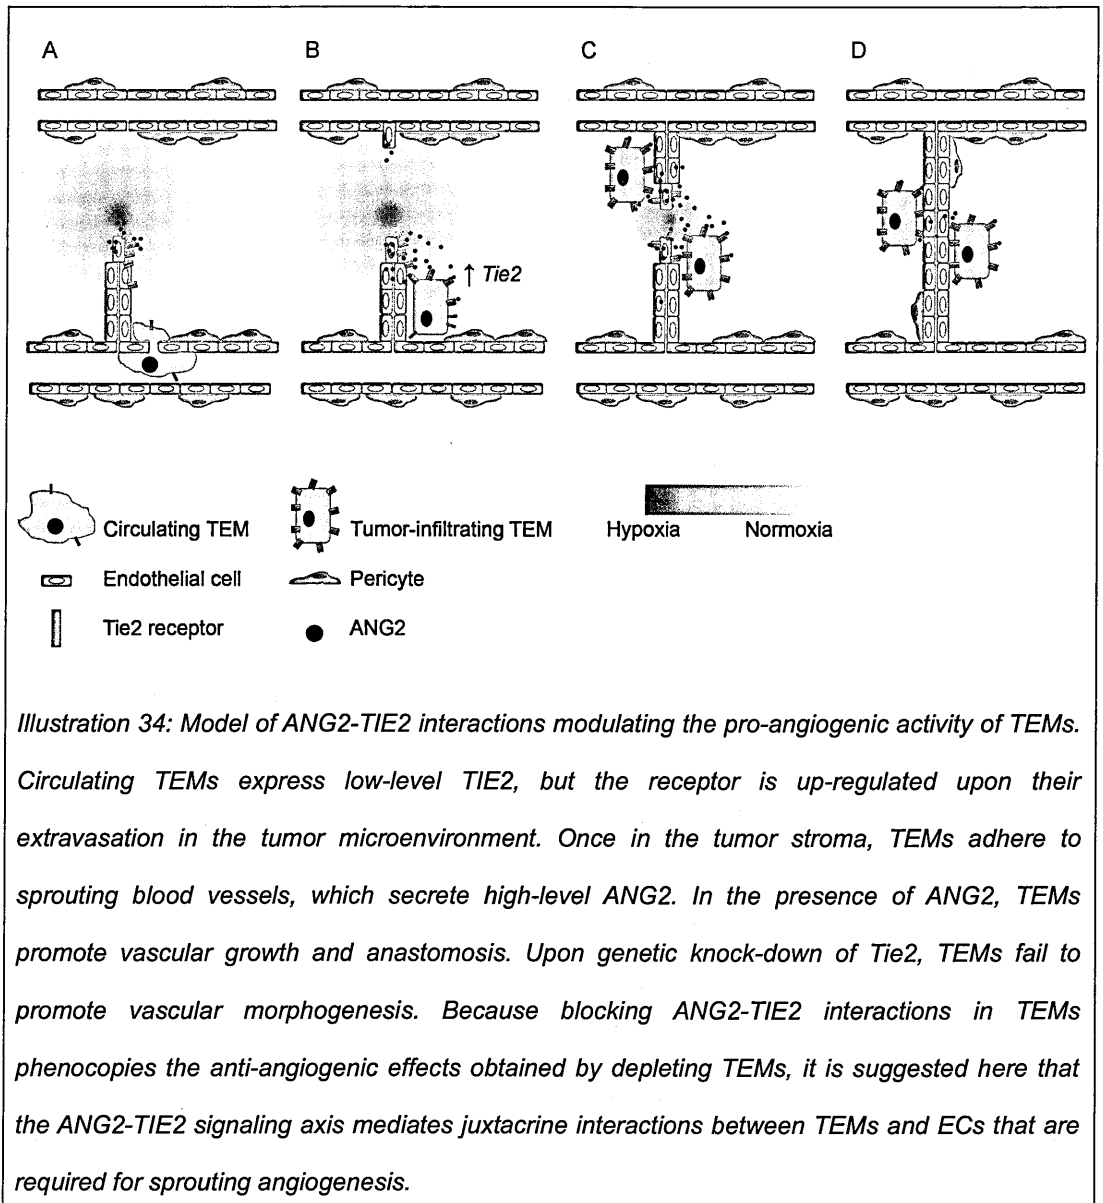 A B C D
↑ Tie2
Circulating TEM Tumor-infiltrating TEM Hypoxia Normoxia
Endothelial cell Pericyte
Tie2 receptor ANG2
Illustration 34: Model of ANG2-TIE2 interactions modulating the pro-angiogenic activity of TEMs.
Circulating TEMs express low-level TIE2, but the receptor is up-regulated upon their
extravasation in the tumor microenvironment. Once in the tumor stroma, TEMs adhere to
sprouting blood vessels, which secrete high-level ANG2. In the presence of ANG2, TEMs
promote vascular growth and anastomosis. Upon genetic knock-down of Tie2, TEMs fail to
promote vascular morphogenesis. Because blocking ANG2-TIE2 interactions in TEMs
phenocopies the anti-angiogenic effects obtained by depleting TEMs, it is suggested here that
the ANG2-TIE2 signaling axis mediates juxtacrine interactions between TEMs and ECs that are
required for sprouting angiogenesis.